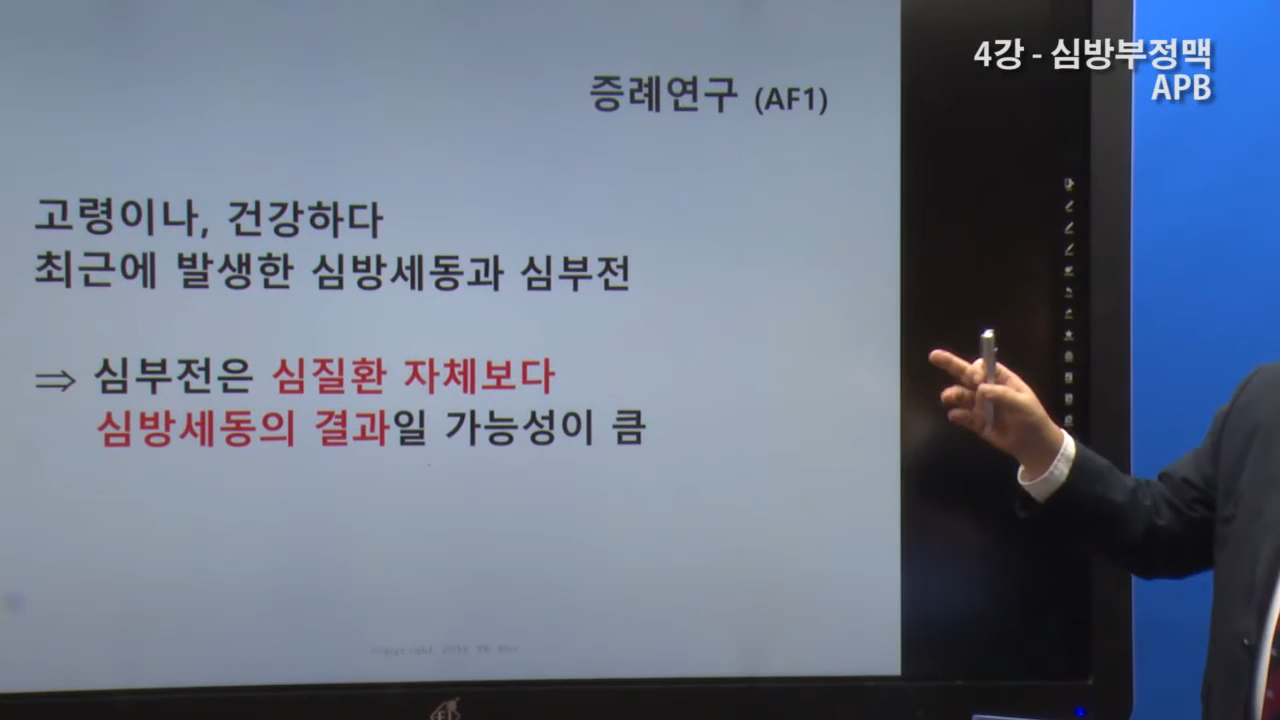 4강 - 심방부정맥
APB
증례연구 (AF1)
고령이나, 건강하다
최근에 발생한 심방세동과 심부전
⇒ 심부전은 심질환 자체보다
심방세동의 결과일 가능성이 큼